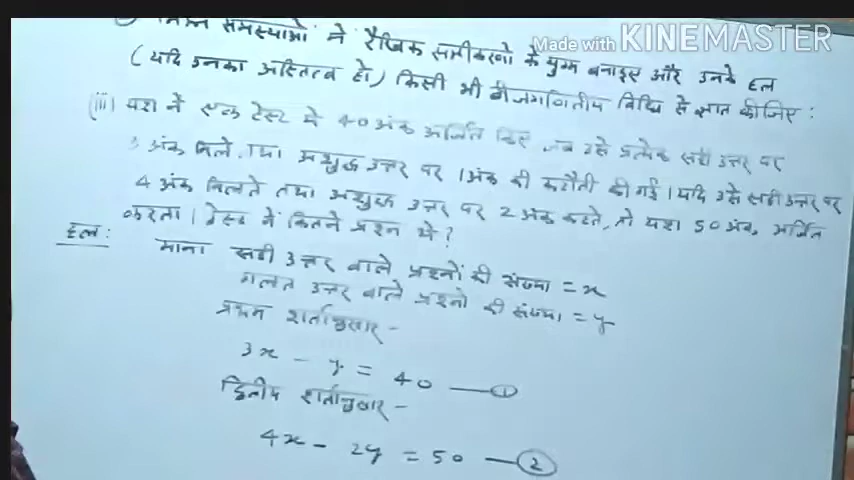 निम्न समस्याओं में रैखिक समीकरणों के युग्म बनाइए और उनके हल
Made with KINEMASTER
(यदि उनका अस्तित्व हो) किसी भी बीजगणितीय विधि से ज्ञात कीजिए :
(iii) यश ने एक टेस्ट में 40 अंक अर्जित किए, जब उसे प्रत्येक सही उत्तर पर
3 अंक मिले तथा अशुद्ध उत्तर पर 1 अंक की कटौती की गई। यदि उसे सही उत्तर पर
4 अंक मिलते तथा अशुद्ध उत्तर पर 2 अंक कटते, तो यश 50 अंक अर्जित
करता। टेस्ट में कितने प्रश्न थे?
हल:
माना सही उत्तर वाले प्रश्नों की संख्या = x
गलत उत्तर वाले प्रश्नों की संख्या = y
प्रथम शर्तानुसार -
3x - y = 40 —①
द्वितीय शर्तानुसार -
4x - 2y = 50 —②